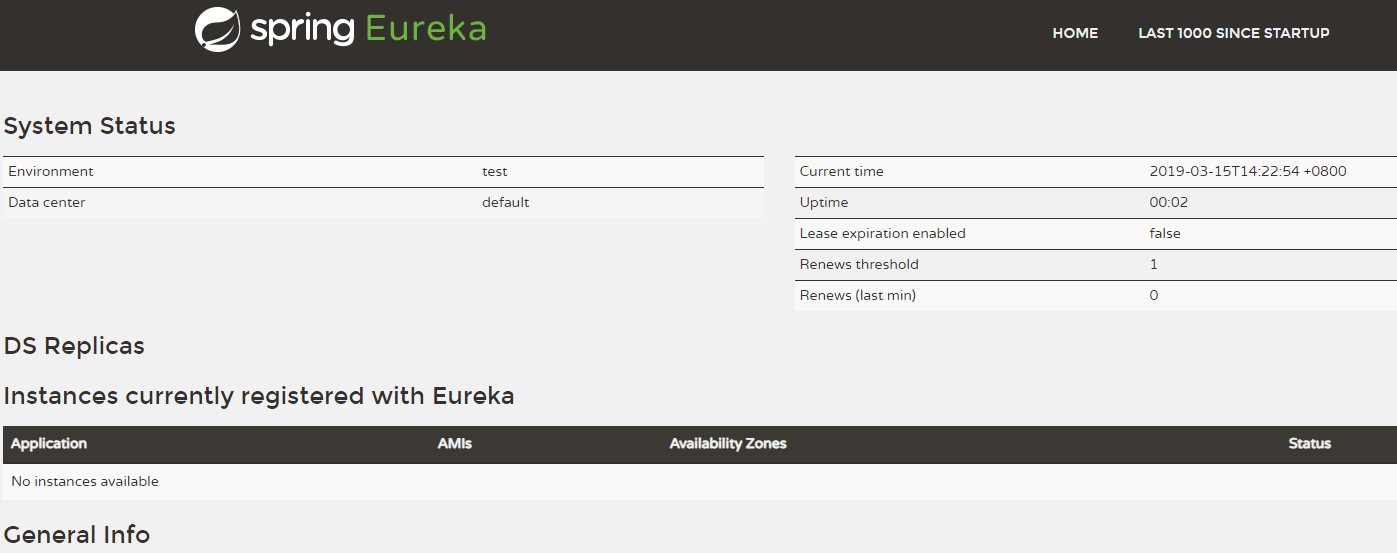 spring Eureka HOME LAST 1000 SINCE STARTUP
System Status
Environment test
Data center default
Current time 2019-03-15T14:22:54 +0800
Uptime 00:02
Lease expiration enabled false
Renews threshold 1
Renews (last min) 0
DS Replicas
Instances currently registered with Eureka
Application AMIs Availability Zones Status
No instances available
General Info